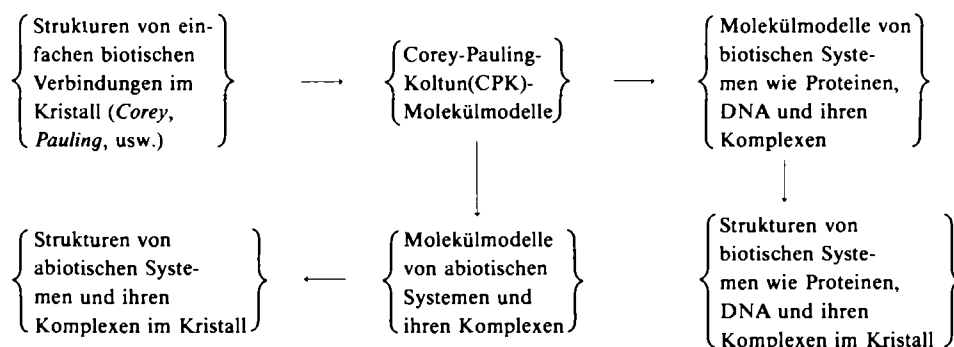 Strukturen von ein-
fachen biotischen
Verbindungen im
Kristall (Corey,
Pauling, usw.)
Corey-Pauling-
Koltun(CPK)-
Molekülmodelle
Molekülmodelle von
biotischen Syste-
men wie Proteinen,
DNA und ihren
Komplexen
Strukturen von
abiotischen Syste-
men und ihren
Komplexen im Kristall
Molekülmodelle
von abiotischen
Systemen und
ihren Komplexen
Strukturen von
biotischen Syste-
men wie Proteinen,
DNA und ihren
Komplexen im Kristall